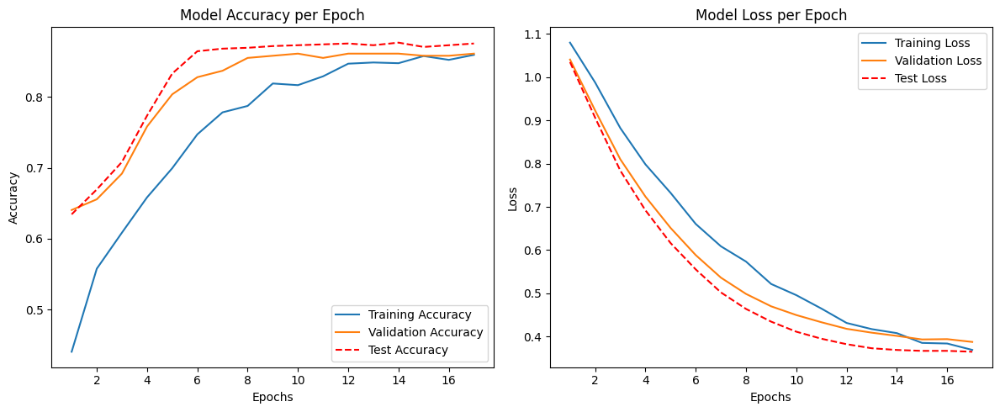 Model Accuracy per Epoch
Accuracy
0.8
0.7
0.6
0.5
Training Accuracy
Validation Accuracy
Test Accuracy
2 4 6 8 10 12 14 16
Epochs
Model Loss per Epoch
Loss
1.1
1.0
0.9
0.8
0.7
0.6
0.5
0.4
Training Loss
Validation Loss
Test Loss
2 4 6 8 10 12 14 16
Epochs